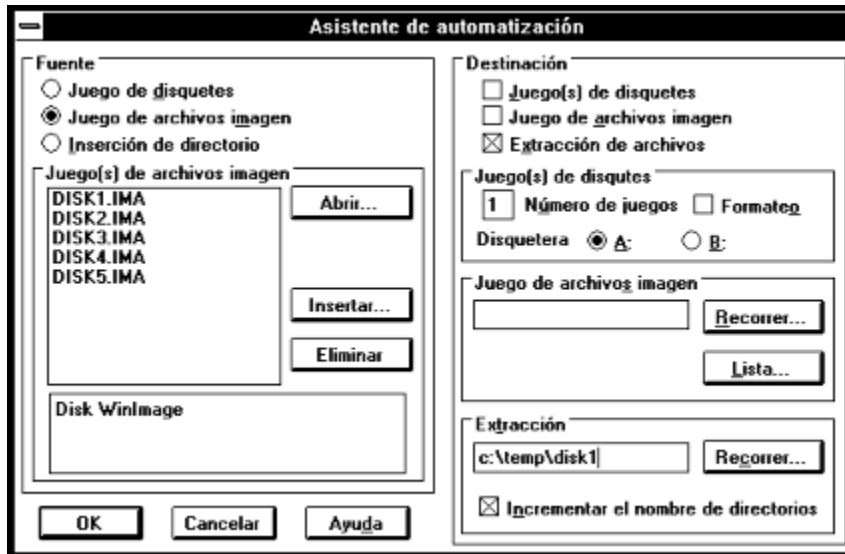 Asistente de automatización
Fuente
Juego de disquetes
Juego de archivos imagen
Inserción de directorio
Juego(s) de archivos imagen
DISK1.IMA
DISK2.IMA
DISK3.IMA
DISK4.IMA
DISK5.IMA
Abrir...
Insertar...
Eliminar
Disk WinImage
OK
Cancelar
Ayuda
Destinación
Juego(s) de disquetes
Juego de archivos imagen
Extracción de archivos
Juego(s) de disqutes
1 Número de juegos Formateo
Disquetera A: B:
Juego de archivos imagen
Recorrer...
Lista...
Extracción
c:\temp\disk1
Recorrer...
Incrementar el nombre de directorios